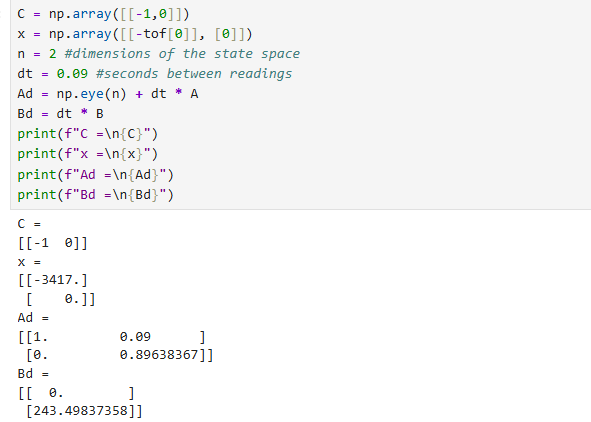 C = np.array([[-1,0]])
x = np.array([[-tof[0]], [0]])
n = 2 #dimensions of the state space
dt = 0.09 #seconds between readings
Ad = np.eye(n) + dt * A
Bd = dt * B
print(f"C =\n{C}")
print(f"x =\n{x}")
print(f"Ad =\n{Ad}")
print(f"Bd =\n{Bd}")
C =
[[-1  0]]
x =
[[-3417.]
 [    0.]]
Ad =
[[1.         0.09      ]
 [0.         0.89638367]]
Bd =
[[  0.        ]
 [243.49837358]]